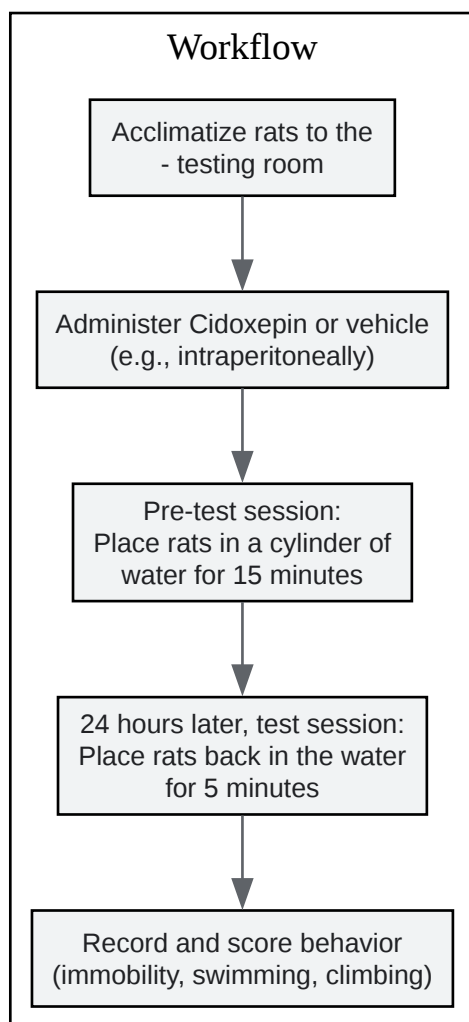 Workflow
Acclimatize rats to the
- testing room
Administer Cidoxepin or vehicle
(e.g., intraperitoneally)
Pre-test session:
Place rats in a cylinder of
water for 15 minutes
24 hours later, test session:
Place rats back in the water
for 5 minutes
Record and score behavior
(immobility, swimming, climbing)